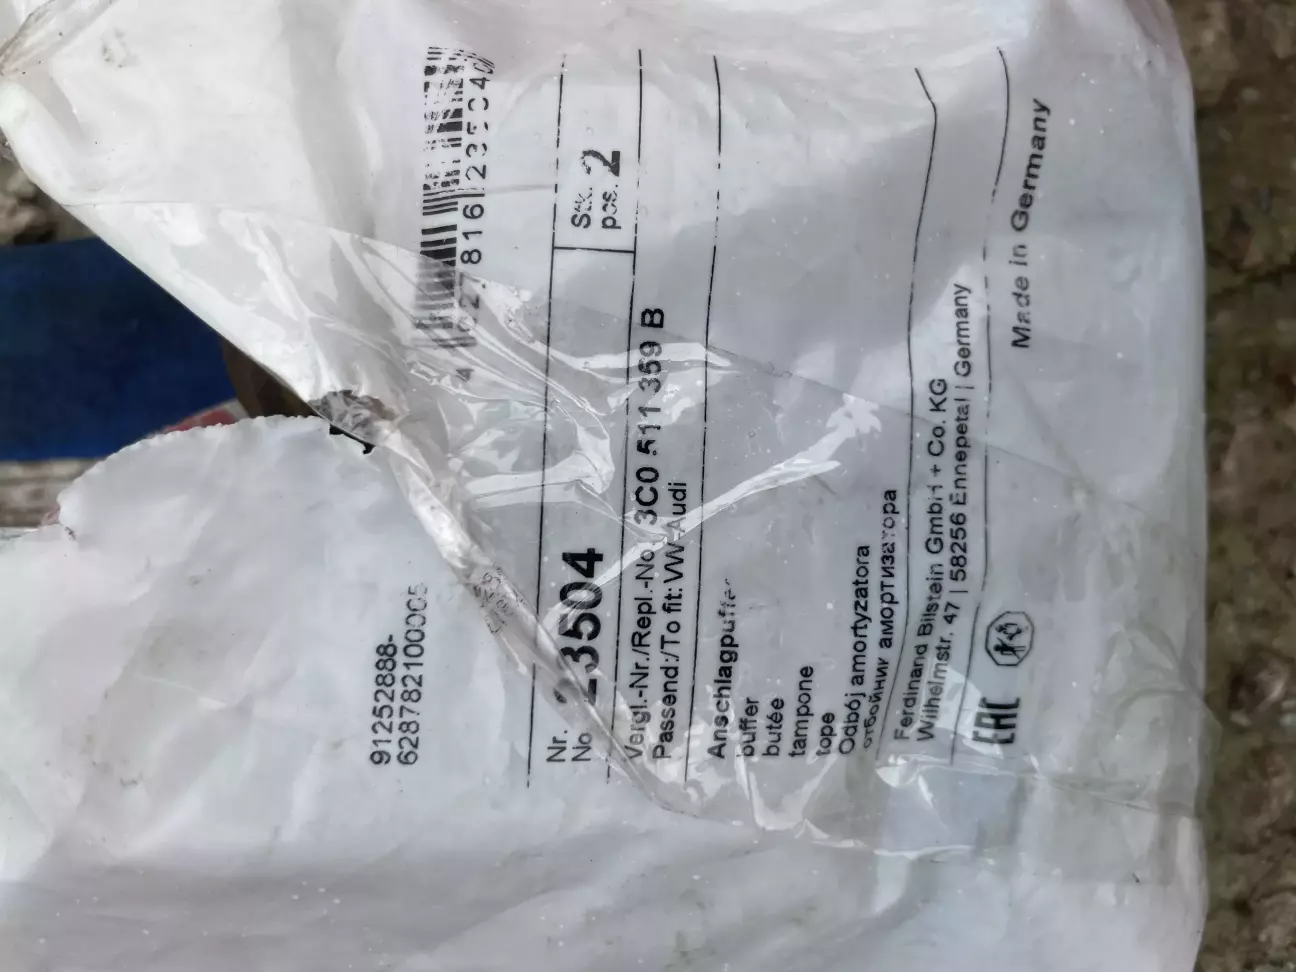 91252888-
628782100005
Nr.
No
23504
Stk.
pcs. 2
Vergl.-Nr./Repl.-No. 3C0 511 359 B
Passend:/To fit: VW Audi
Anschlagpuffer
buffer
butée
tampone
tope
Odbój amortyzatora
отбойник амортизатора
Ferdinand Bilstein GmbH + Co. KG
Wilhelmstr. 47 | 58256 Ennepetal | Germany
EAC
Made in Germany